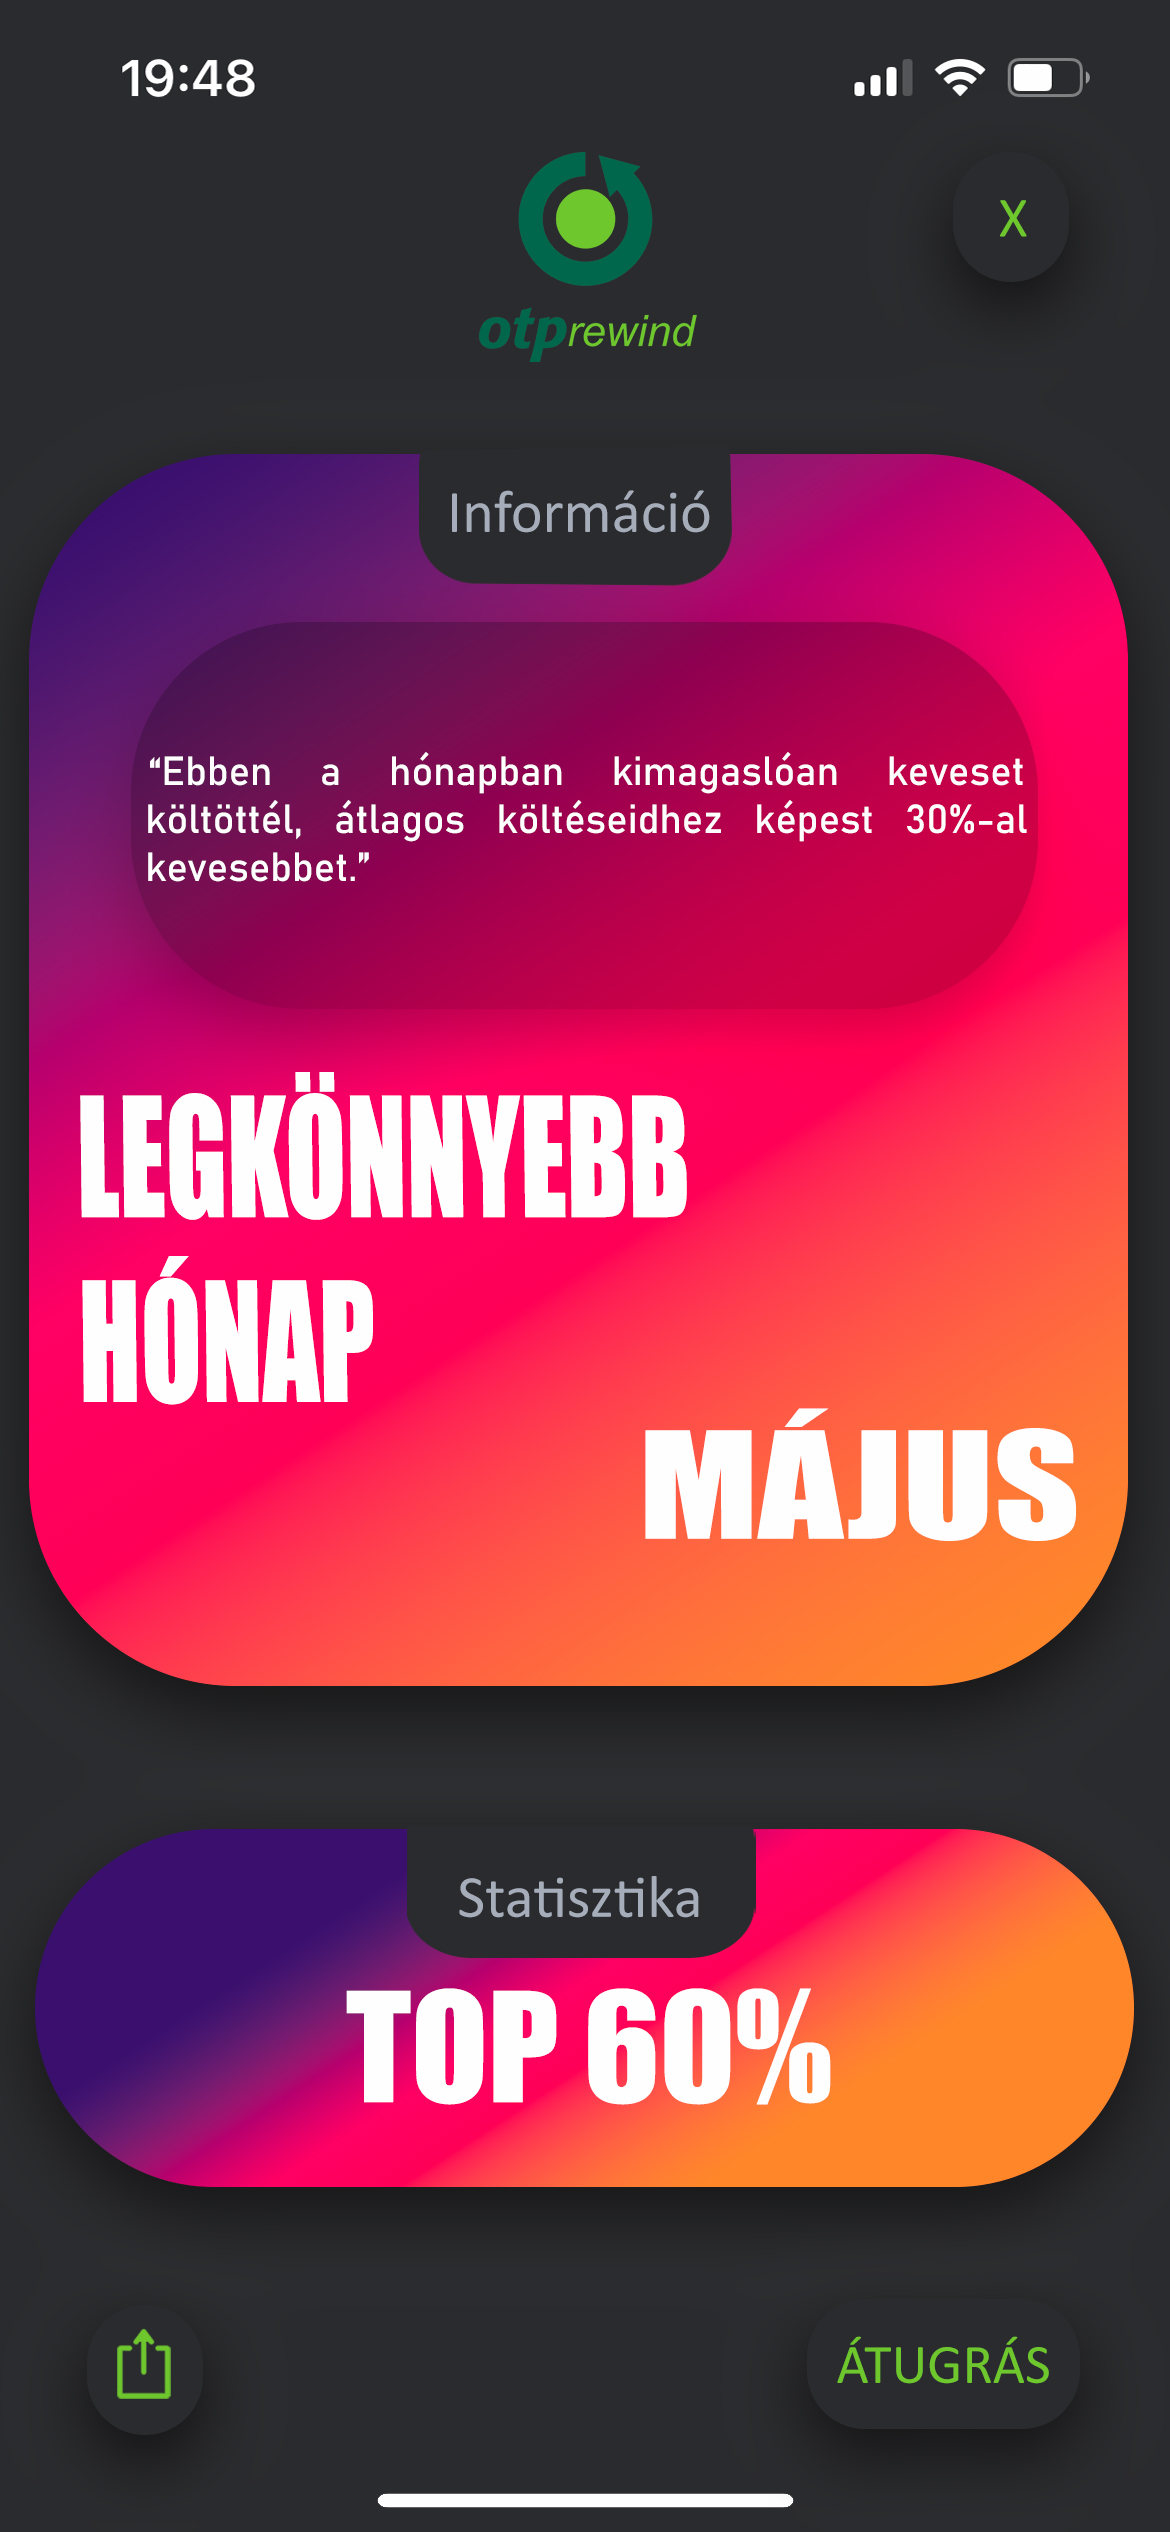 19:48
X
otprewind
Információ
“Ebben a hónapban kimagaslóan keveset
költöttél, átlagos költéseidhez képest 30%-al
kevesebbet.”
LEGKÖNNYEBB
HÓNAP
MÁJUS
Statisztika
TOP 60%
ÁTUGRÁS